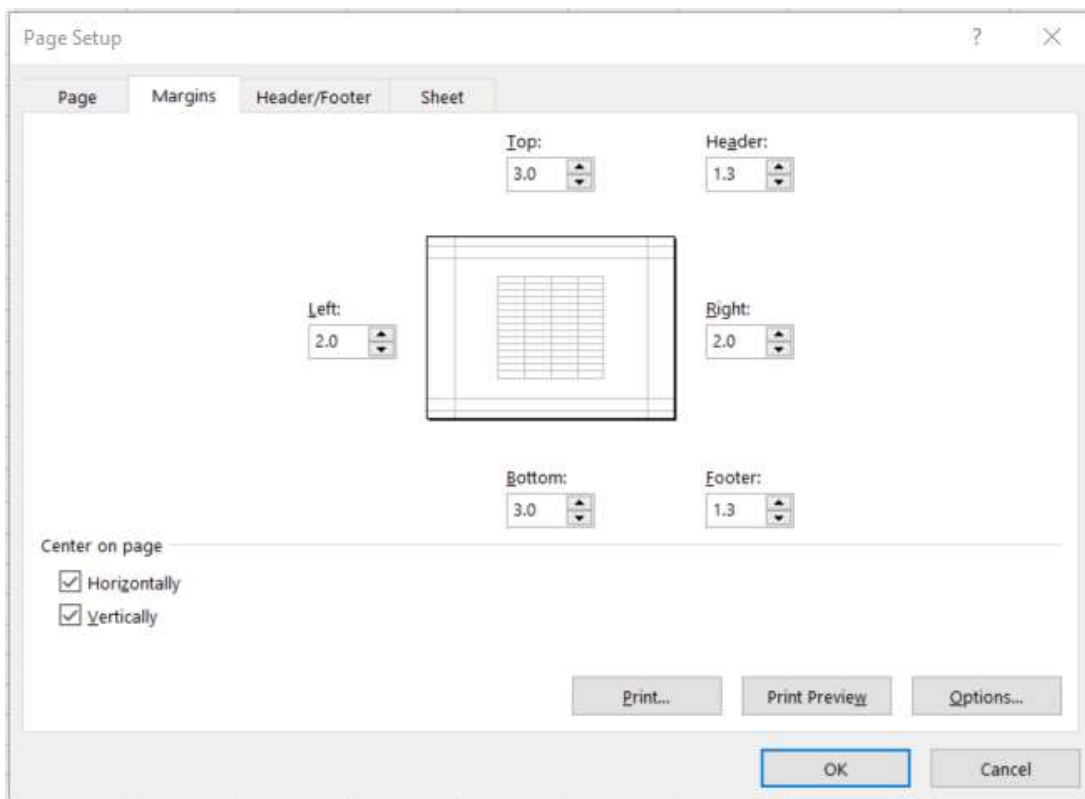 Page Setup
?
Page Margins Header/Footer Sheet
Top: Header:
3.0 1.3
Left: Right:
2.0 2.0
Bottom: Footer:
3.0 1.3
Center on page
Horizontally
Vertically
Print... Print Preview Options...
OK Cancel